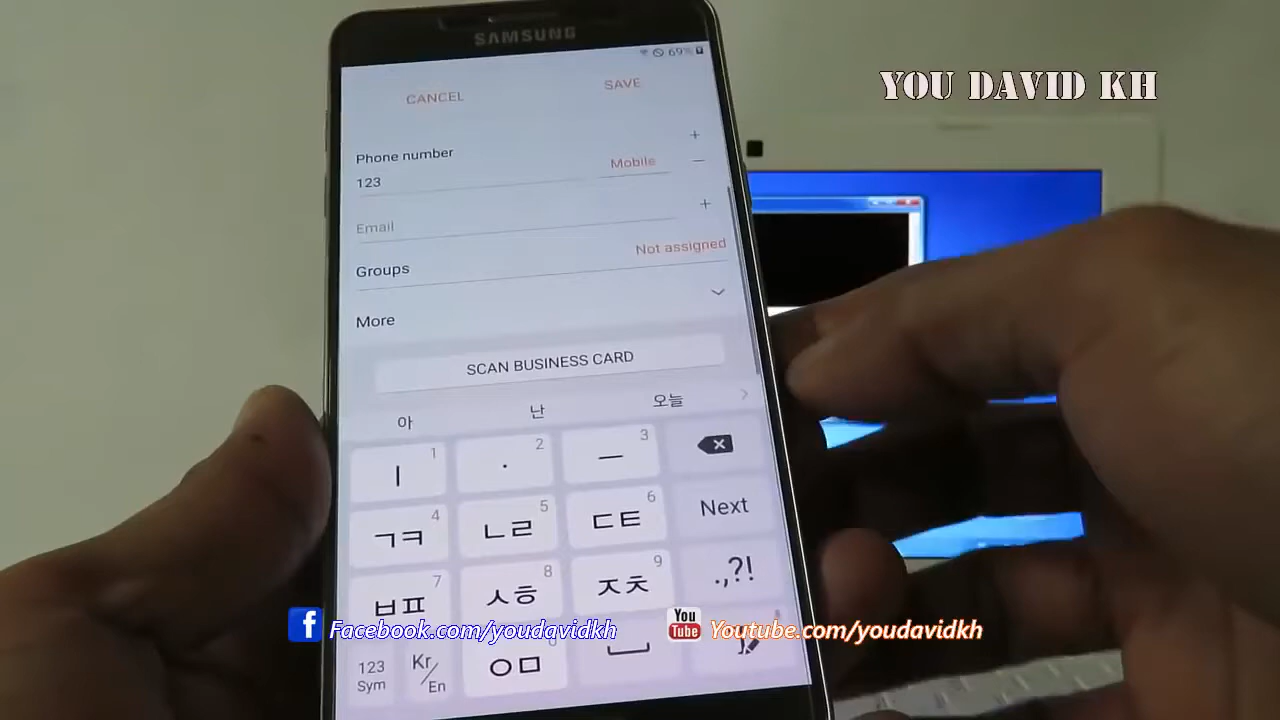 SAMSUNG
69%
YOU DAVID KH
CANCEL
SAVE
Phone number
123
Mobile
Email
Groups
Not assigned
More
SCAN BUSINESS CARD
아 난 오늘
ㅣ 1
· 2
ㅡ 3
ㄱㅋ 4
ㄴㄹ 5
ㄷㅌ 6
Next
ㅂㅍ 7
ㅅㅎ 8
ㅈㅊ 9
.,?!
Facebook.com/youdavidkh
You Tube
Youtube.com/youdavidkh
123
Sym
Kr/En
ㅇㅁ